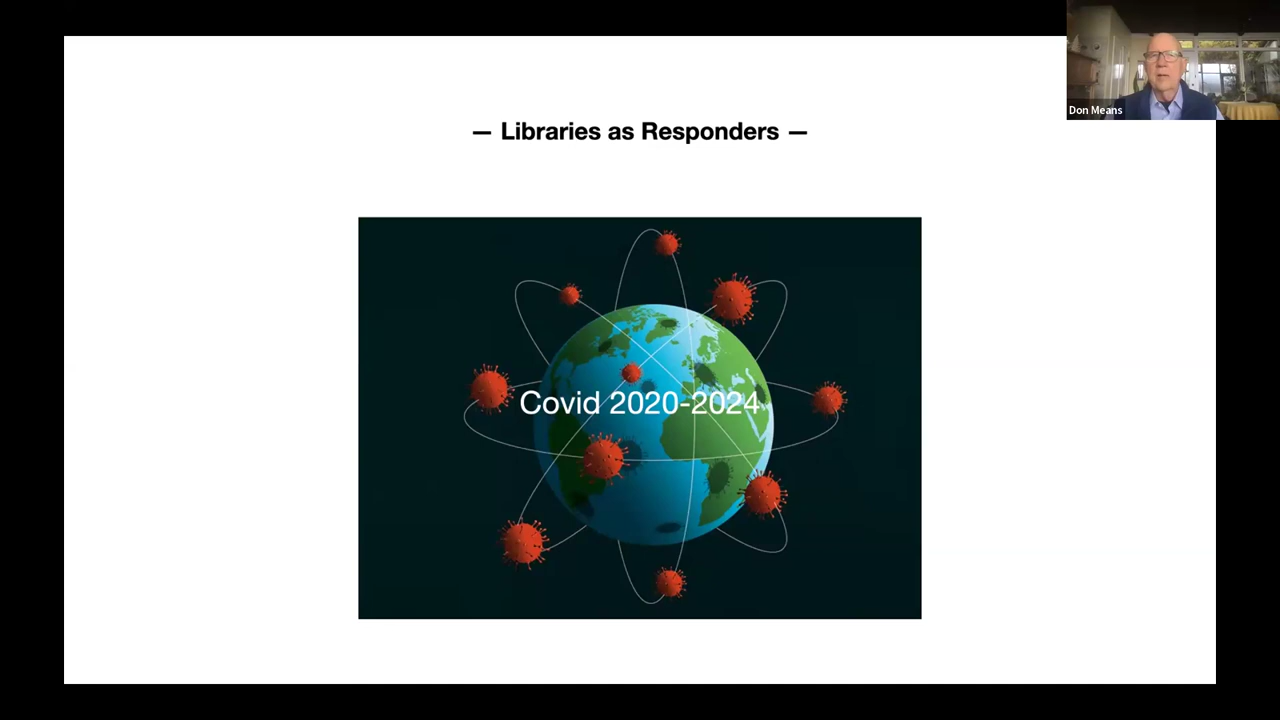 — Libraries as Responders —
Don Means
Covid 2020-2024